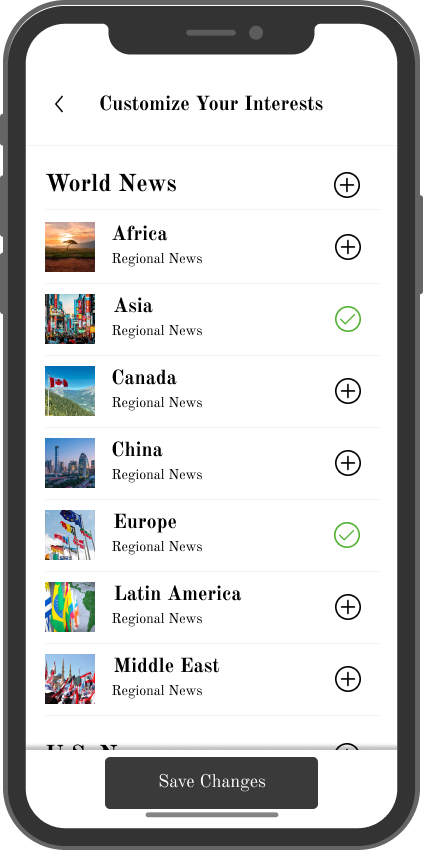 Customize Your Interests
World News
Africa
Regional News
Asia
Regional News
Canada
Regional News
China
Regional News
Europe
Regional News
Latin America
Regional News
Middle East
Regional News
Save Changes